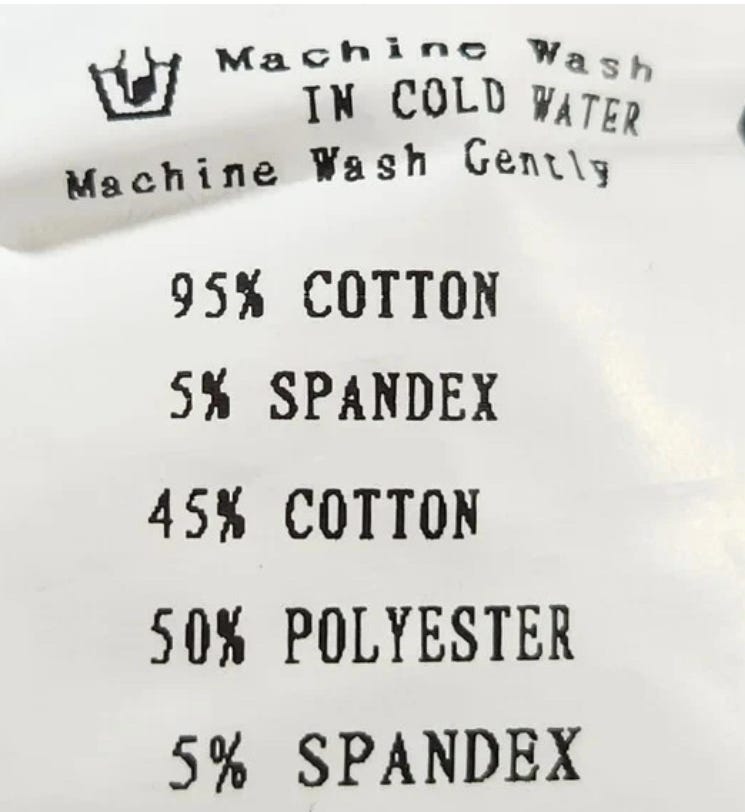 Machine Wash
IN COLD WATER
Machine Wash Gently
95% COTTON
5% SPANDEX
45% COTTON
50% POLYESTER
5% SPANDEX